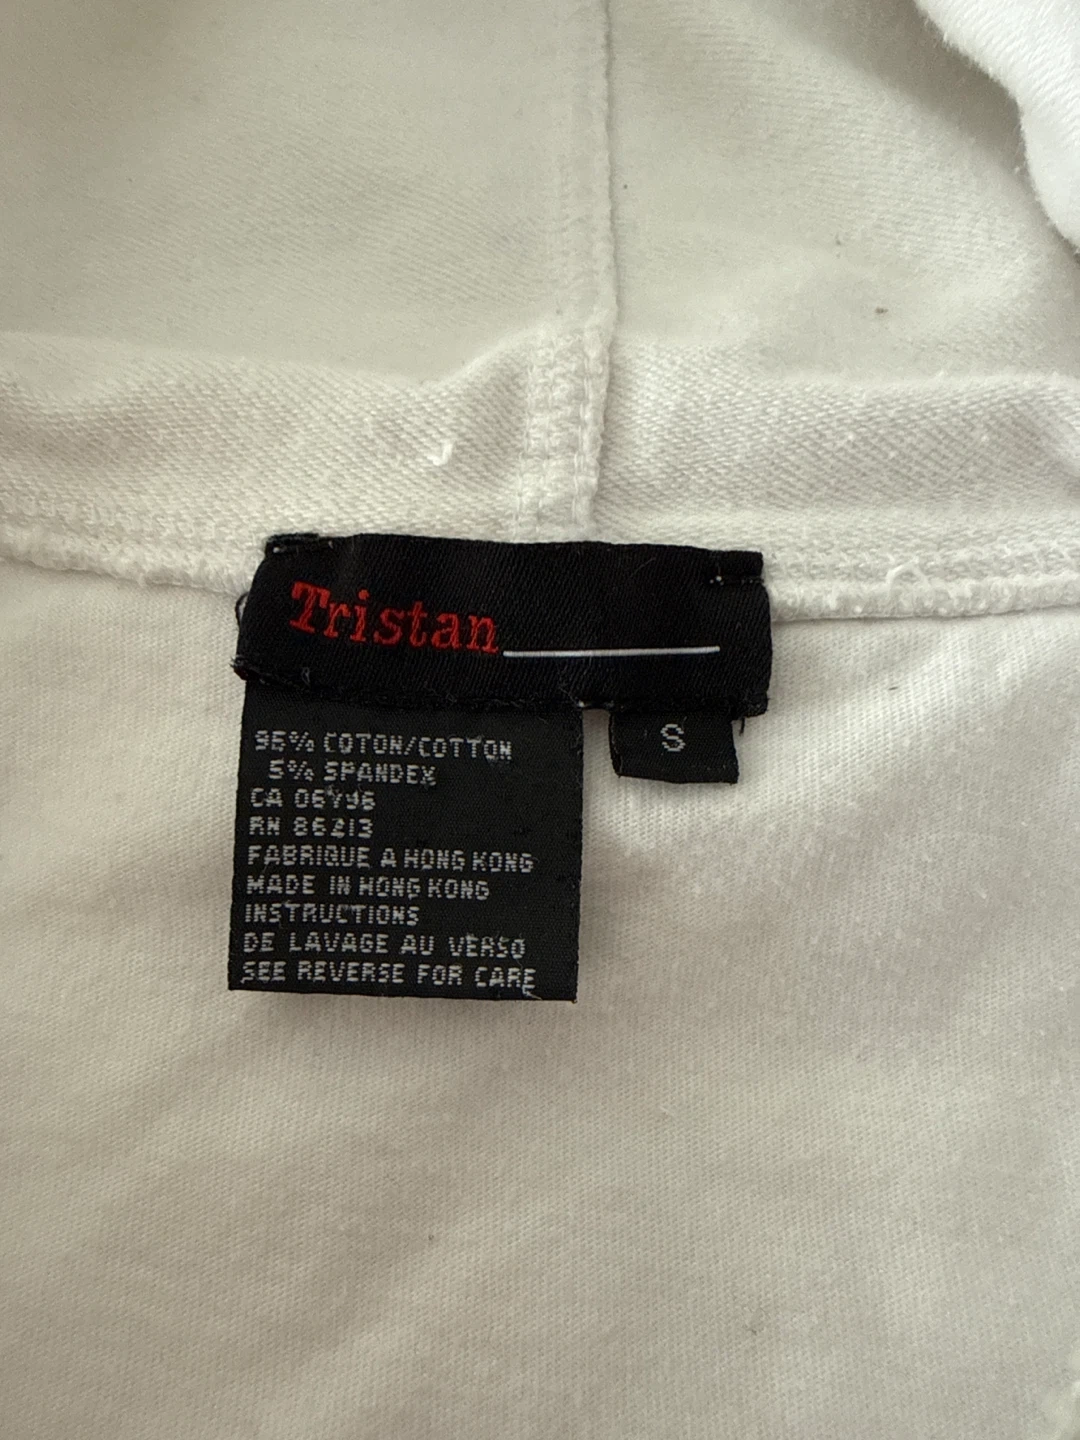 Tristan
S
95% COTON/COTTON
5% SPANDEX
CA 06796
RN 86213
FABRIQUE A HONG KONG
MADE IN HONG KONG
INSTRUCTIONS
DE LAVAGE AU VERSO
SEE REVERSE FOR CARE